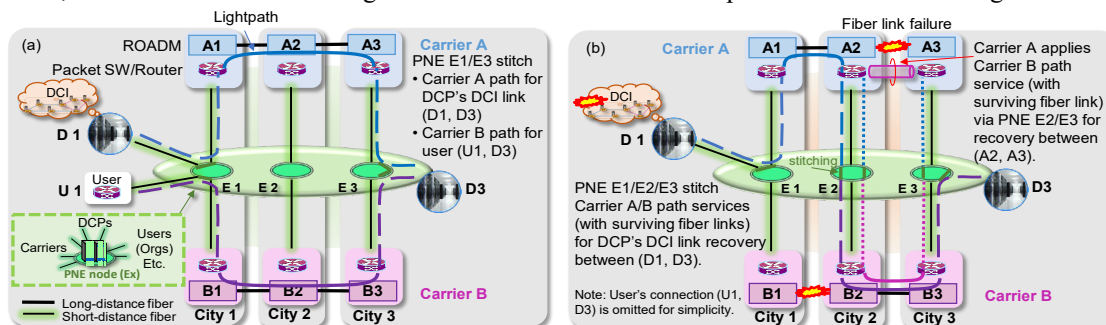 Lightpath
(a)
ROADM
A1
A2
A3
Carrier A
Packet SW/Router
PNE E1/E3 stitch
• Carrier A path for
DCP's DCI link
(D1, D3)
• Carrier B path for
user (U1, D3)
DCI
D 1
User
U 1
E 1
E 2
E 3
D3
DCPs
Carriers
Users
(Orgs)
Etc.
PNE node (Ex)
B1
B2
B3
Carrier B
Long-distance fiber
Short-distance fiber
City 1
City 2
City 3
Fiber link failure
(b)
Carrier A
A1
A2
A3
Carrier A applies
Carrier B path
service (with
surviving fiber link)
via PNE E2/E3 for
recovery between
(A2, A3).
DCI
D 1
stitching
E 1
E 2
E 3
D3
PNE E1/E2/E3 stitch
Carrier A/B path services
(with surviving fiber links)
for DCP's DCI link recovery
between (D1, D3).
Note: User's connection (U1,
D3) is omitted for simplicity.
B1
B2
B3
Carrier B
City 1
City 2
City 3